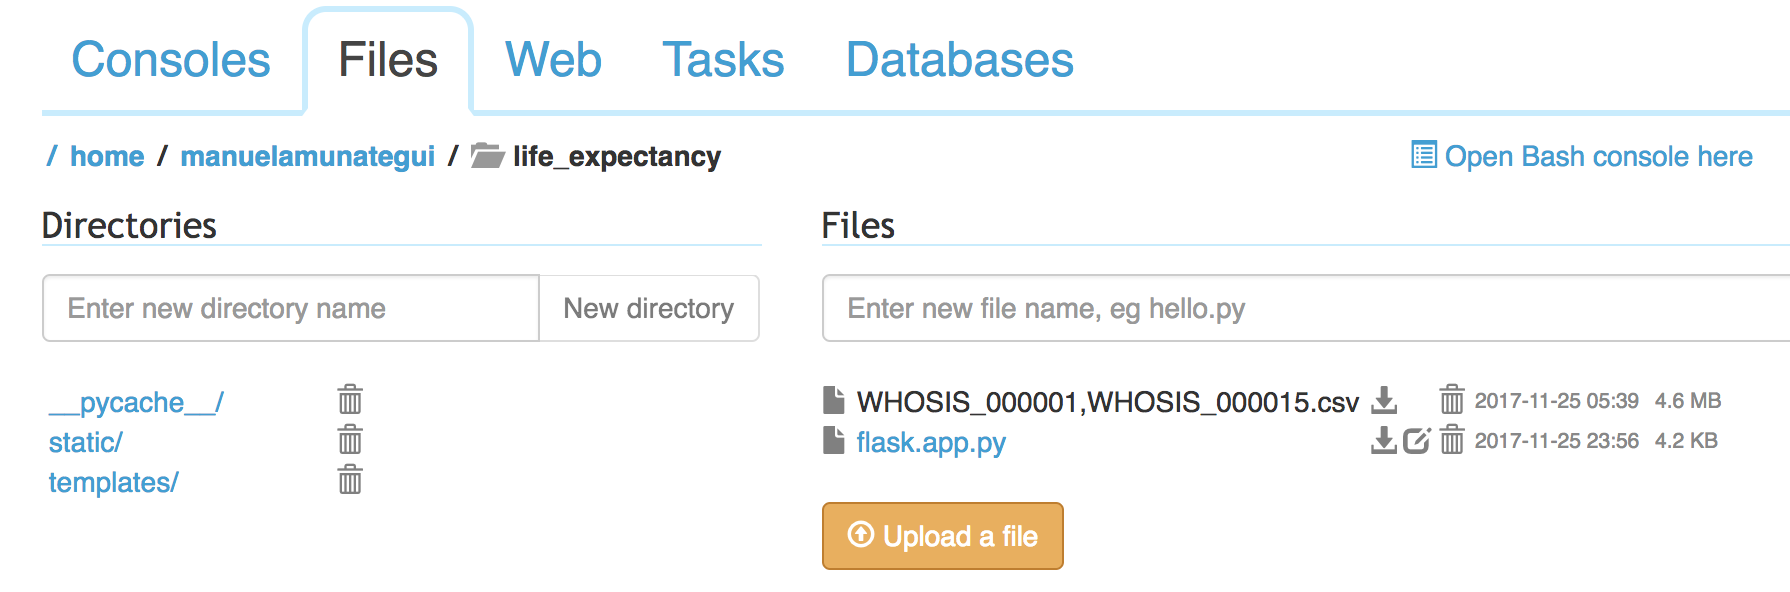 Consoles Files Web Tasks Databases
/ home / manuelamunategui / life_expectancy Open Bash console here
Directories
Enter new directory name New directory
__pycache__/
static/
templates/
Files
Enter new file name, eg hello.py
WHOSIS_000001,WHOSIS_000015.csv 2017-11-25 05:39 4.6 MB
flask.app.py 2017-11-25 23:56 4.2 KB
Upload a file